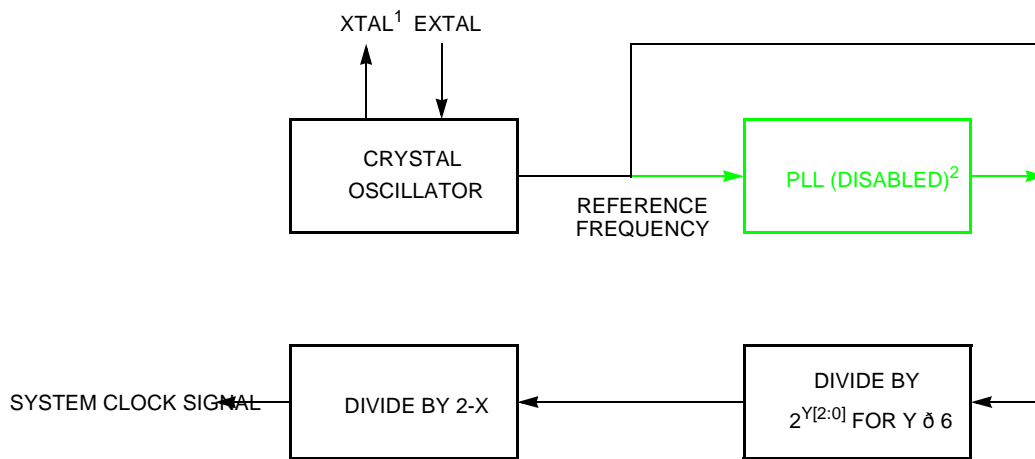 XTAL¹ EXTAL
CRYSTAL
OSCILLATOR
PLL (DISABLED)²
REFERENCE
FREQUENCY
DIVIDE BY
2^Y[2:0] FOR Y ð 6
DIVIDE BY 2-X
SYSTEM CLOCK SIGNAL